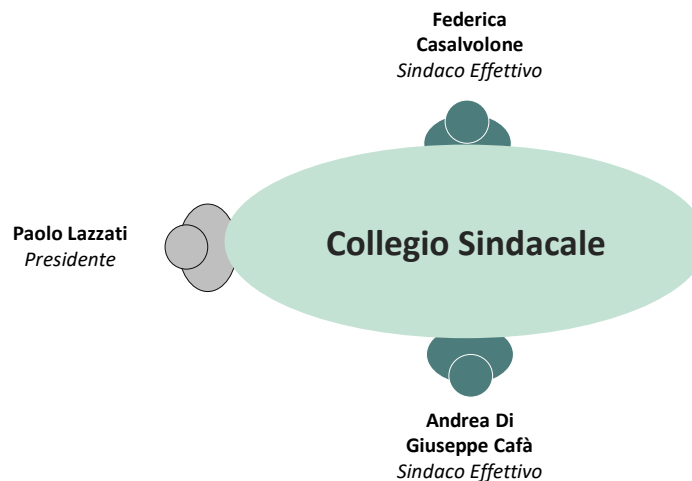 Federica
Casalvolone
Sindaco Effettivo
Paolo Lazzati
Presidente
Collegio Sindacale
Andrea Di
Giuseppe Cafà
Sindaco Effettivo